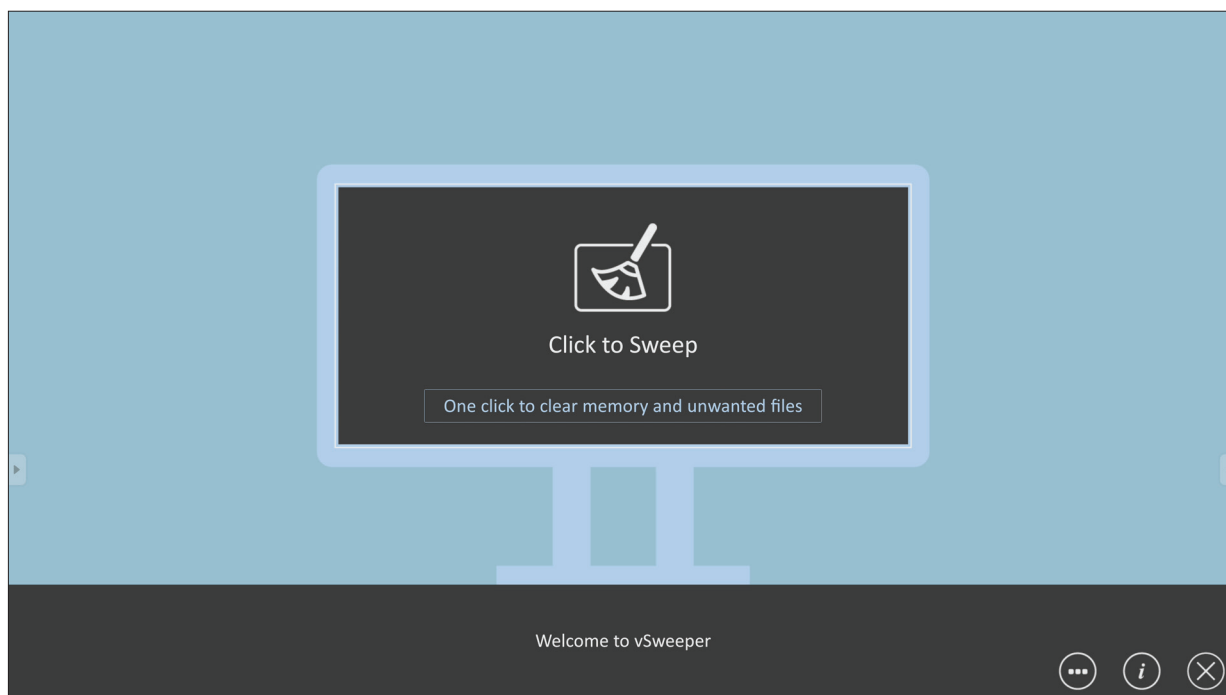 Click to Sweep
One click to clear memory and unwanted files
Welcome to vSweeper
i